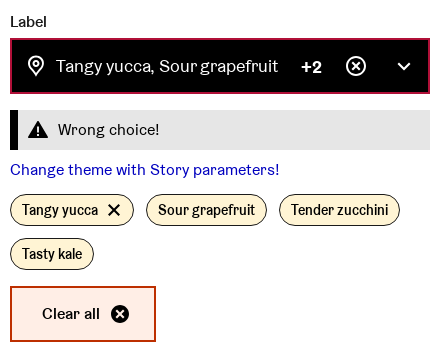 Label
Tangy yucca, Sour grapefruit +2
Wrong choice!
Change theme with Story parameters!
Tangy yucca Sour grapefruit Tender zucchini
Tasty kale
Clear all